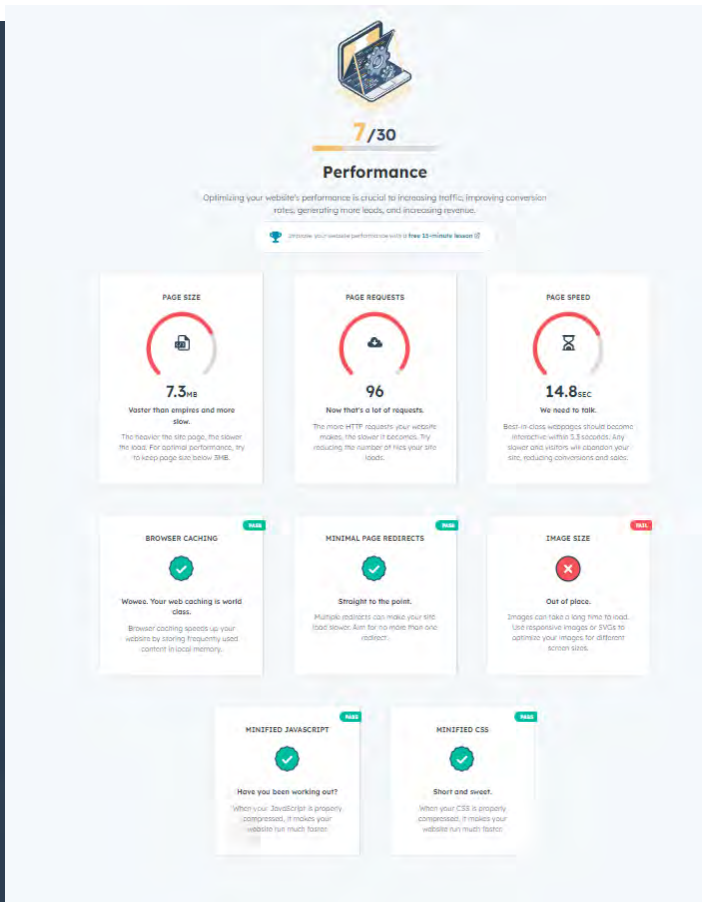 7/30
Performance
Optimizing your website's performance is crucial to increasing traffic, improving conversion
rates, generating more leads, and increasing revenue.
your website performance with a free 15-minute lesson
PAGE SIZE
7.3MB
Vaster than empires and more
slow.
The heavier the site page, the slower
the load. For optimal performance, try
to keep page size below 3MB.
PAGE REQUESTS
96
Now that's a lot of requests.
The more HTTP requests your website
makes, the slower it becomes. Try
reducing the number of files your site
loads.
PAGE SPEED
14.8SEC
We need to talk.
Best-in-class webpages should become
interactive within 5.3 seconds. Any
slower and visitors will abandon your
site, reducing conversions and sales.
PASS
BROWSER CACHING
Wowee. Your web caching is world
class.
Browser caching speeds up your
website by storing frequently used
content in local memory.
PASS
MINIMAL PAGE REDIRECTS
Straight to the point.
Multiple redirects can make your site
load slower. Aim for no more than one
redirect.
FAIL
IMAGE SIZE
Out of place.
Images can take a long time to load.
Use responsive images or SVGs to
optimize your images for different
screen sizes.
PASS
MINIFIED JAVASCRIPT
Have you been working out?
When your JavaScript is properly
compressed, it makes your
website run much faster.
PASS
MINIFIED CSS
Short and sweet.
When your CSS is properly
compressed, it makes your
website run much faster.